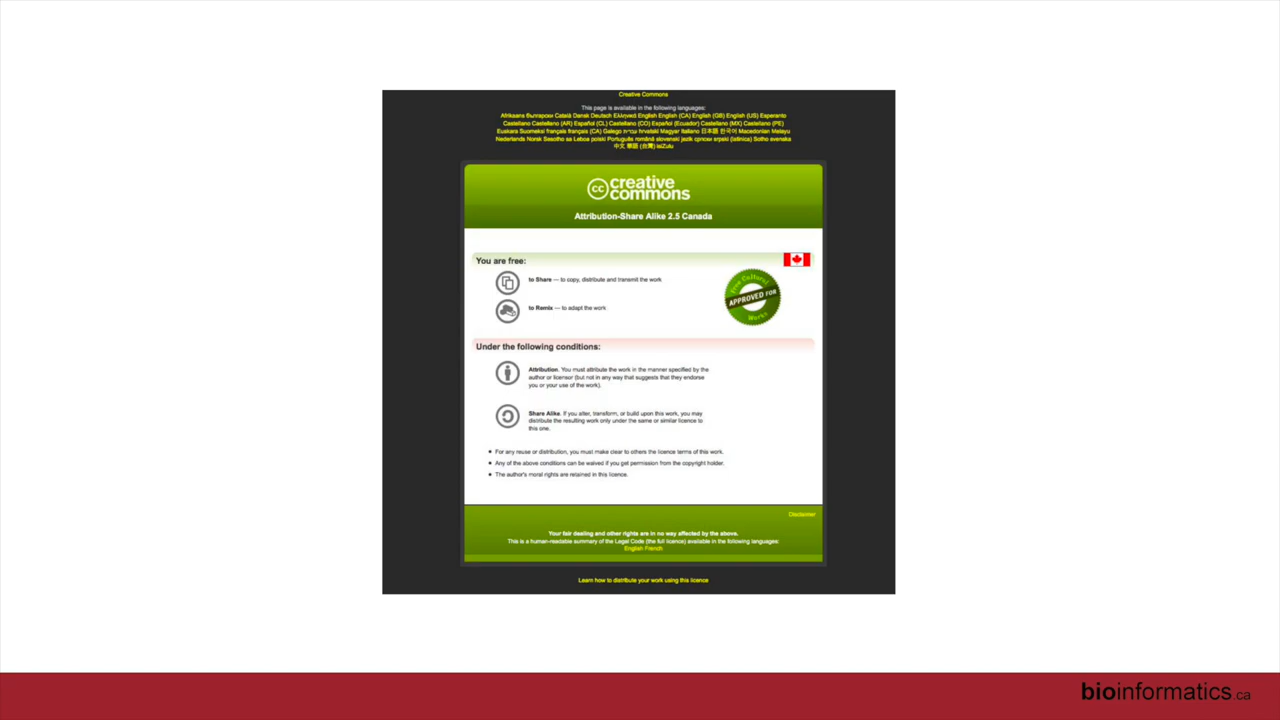 Creative Commons
This page is available in the following languages:
Afrikaans български Català Dansk Deutsch Ελληνικά English English (CA) English (GB) English (US) Esperanto
Castellano Castellano (AR) Español (CL) Castellano (CO) Español (Ecuador) Castellano (MX) Castellano (PE)
Euskara Suomeksi français français (CA) Galego עברית hrvatski Magyar Italiano 日本語 한국어 Macedonian Melayu
Nederlands Norsk Sesotho sa Leboa polski Português română slovenski jezik српски srpski (latinica) Sotho svenska
中文 華語 (台灣) isiZulu
creative
commons
Attribution-Share Alike 2.5 Canada
You are free:
to Share — to copy, distribute and transmit the work
to Remix — to adapt the work
Free Cultural
APPROVED FOR
Works
Under the following conditions:
Attribution. You must attribute the work in the manner specified by the
author or licensor (but not in any way that suggests that they endorse
you or your use of the work).
Share Alike. If you alter, transform, or build upon this work, you may
distribute the resulting work only under the same or similar licence to
this one.
For any reuse or distribution, you must make clear to others the licence terms of this work.
Any of the above conditions can be waived if you get permission from the copyright holder.
The author's moral rights are retained in this licence.
Disclaimer
Your fair dealing and other rights are in no way affected by the above.
This is a human-readable summary of the Legal Code (the full licence) available in the following languages:
English French
Learn how to distribute your work using this licence
bioinformatics.ca